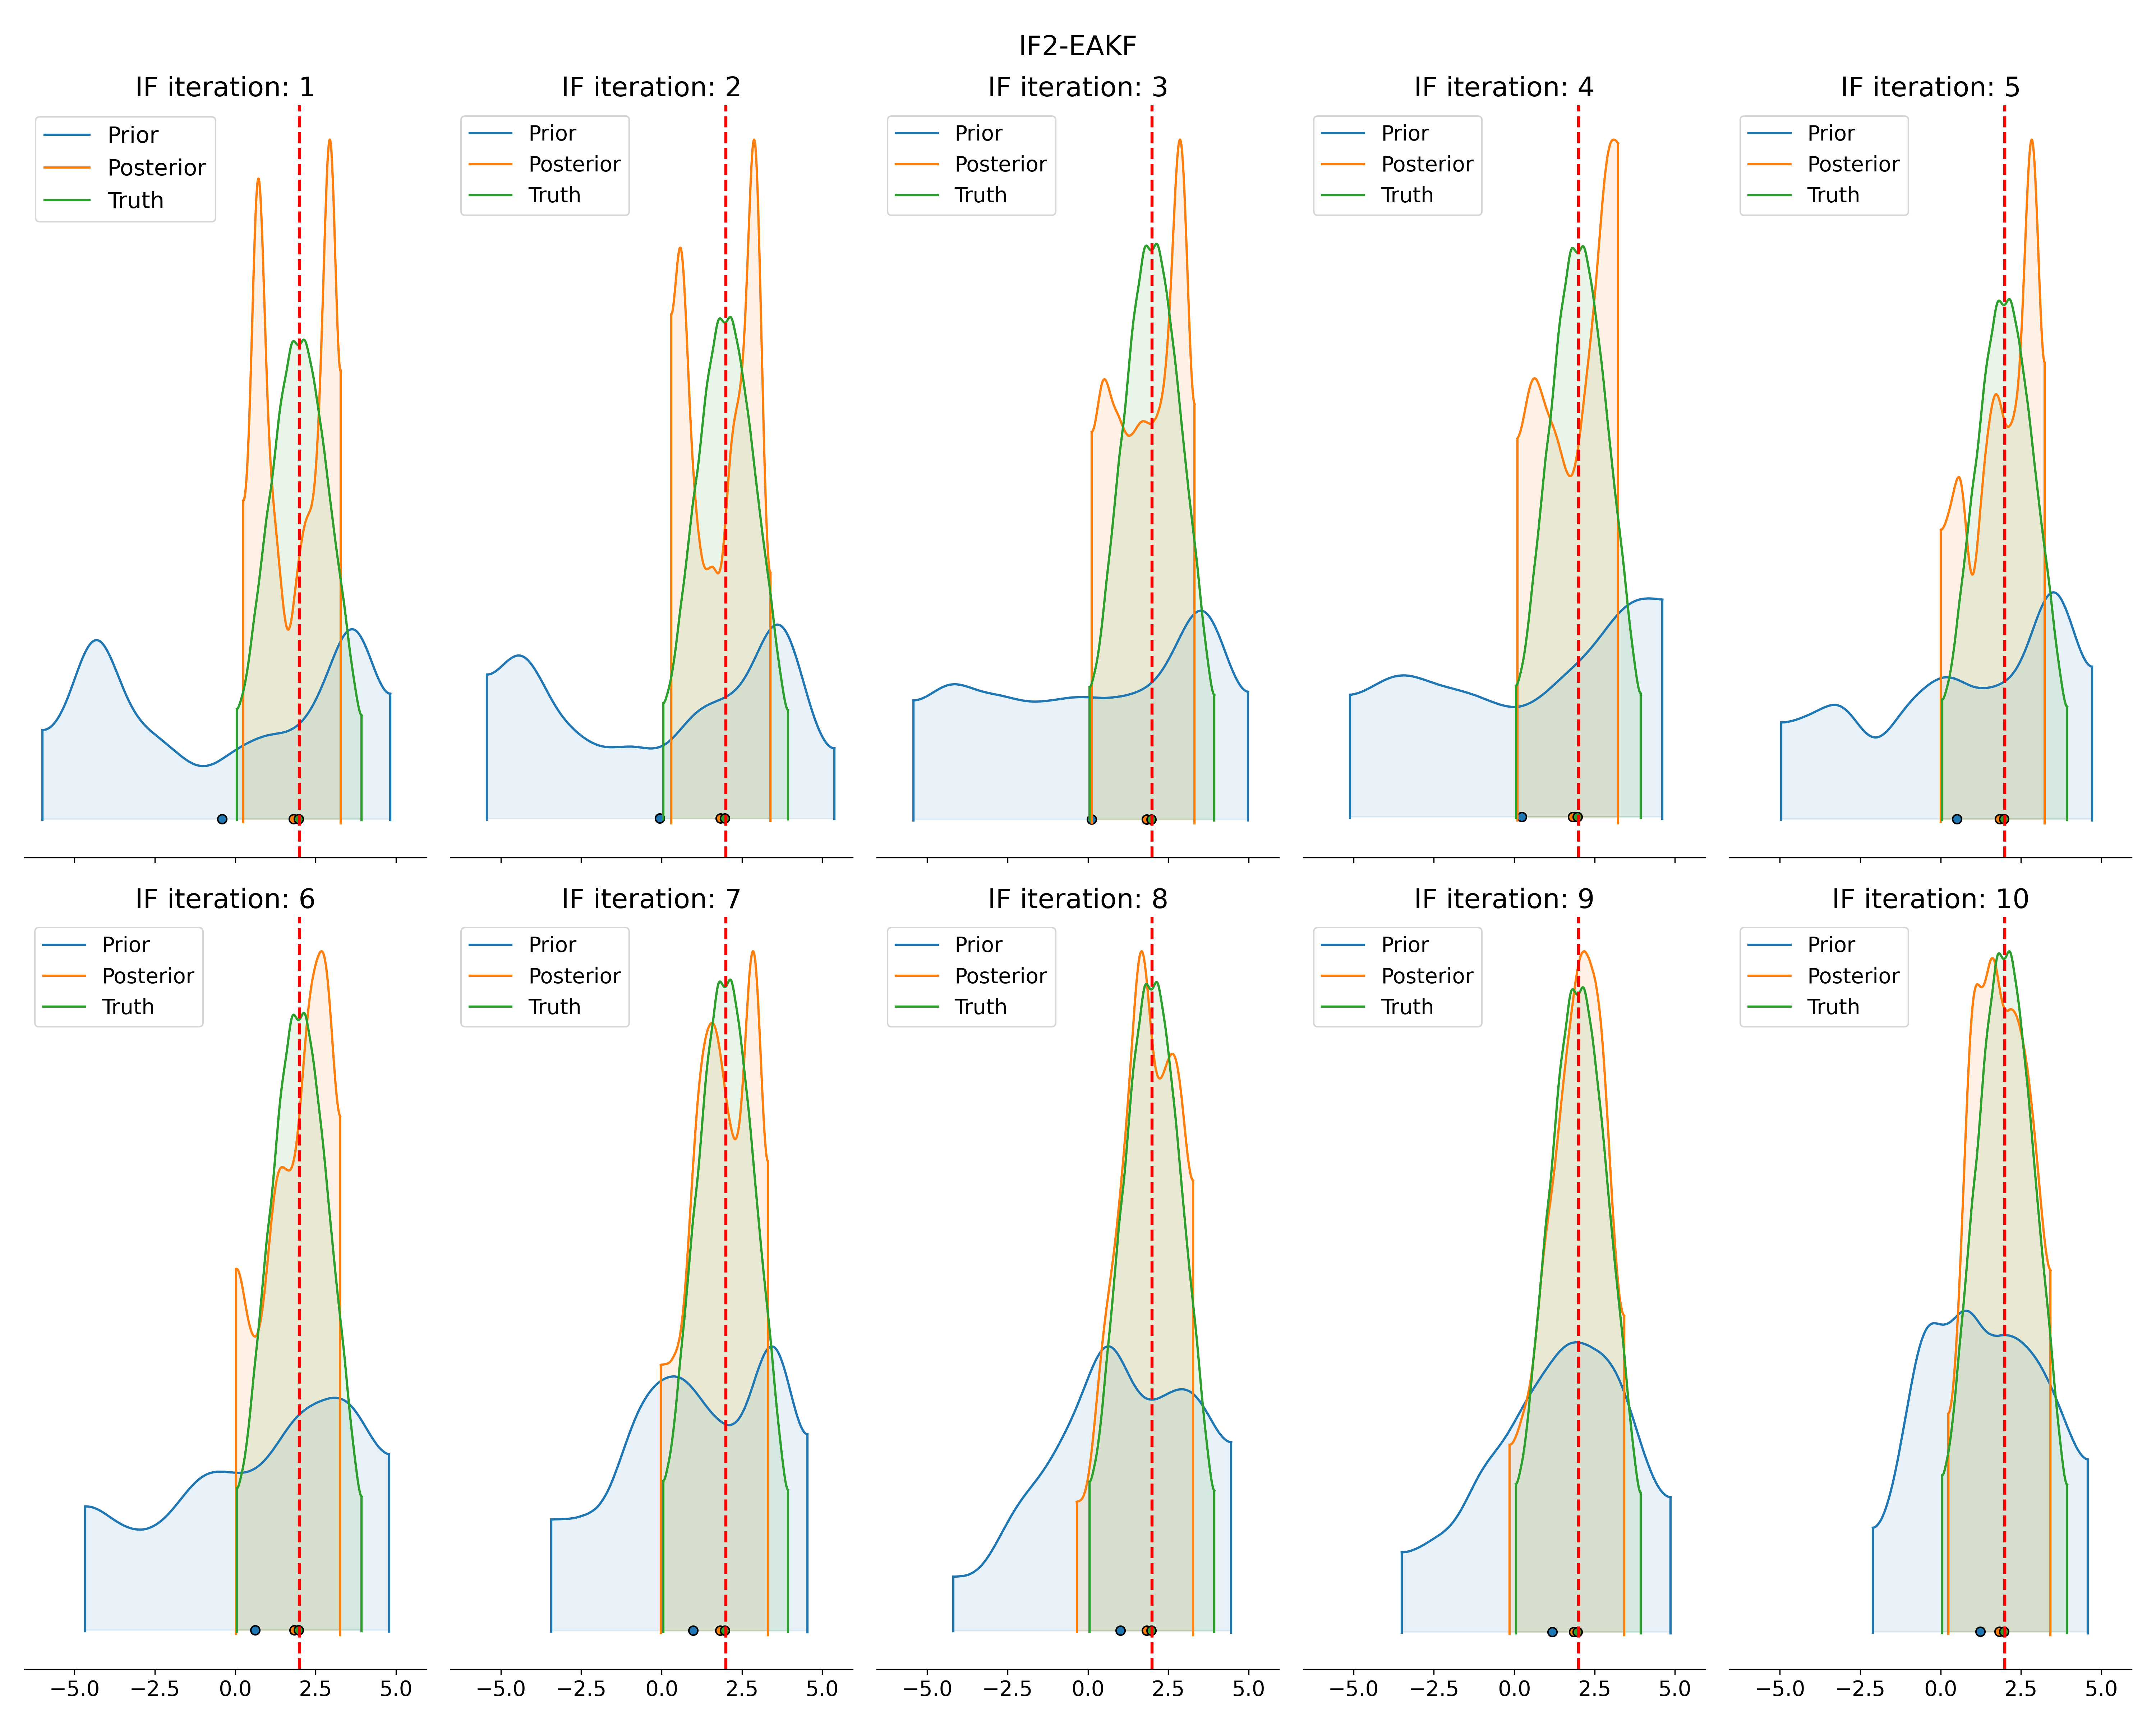 IF2-EAKF
IF iteration: 1
Prior
Posterior
Truth
IF iteration: 2
Prior
Posterior
Truth
IF iteration: 3
Prior
Posterior
Truth
IF iteration: 4
Prior
Posterior
Truth
IF iteration: 5
Prior
Posterior
Truth
IF iteration: 6
Prior
Posterior
Truth
−5.0 −2.5 0.0 2.5 5.0
IF iteration: 7
Prior
Posterior
Truth
−5.0 −2.5 0.0 2.5 5.0
IF iteration: 8
Prior
Posterior
Truth
−5.0 −2.5 0.0 2.5 5.0
IF iteration: 9
Prior
Posterior
Truth
−5.0 −2.5 0.0 2.5 5.0
IF iteration: 10
Prior
Posterior
Truth
−5.0 −2.5 0.0 2.5 5.0